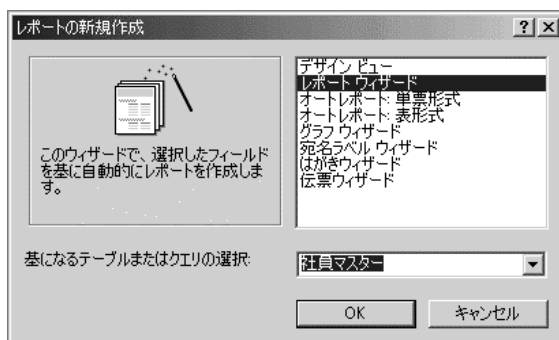 レポートの新規作成
デザイン ビュー
レポート ウィザード
オートレポート: 単票形式
オートレポート: 表形式
グラフ ウィザード
宛名ラベル ウィザード
はがきウィザード
伝票ウィザード
このウィザードで、選択したフィールド
を基に自動的にレポートを作成しま
す。
基になるテーブルまたはクエリの選択:
社員マスター
OK
キャンセル